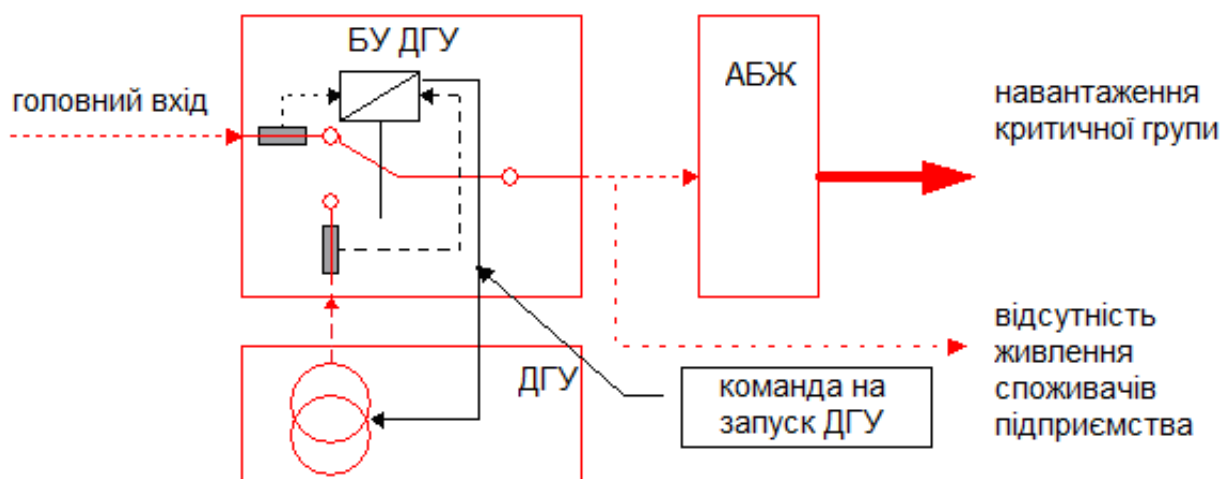 БУ ДГУ
АБЖ
головний вхід
навантаження
критичної групи
відсутність
живлення
споживачів
підприємства
ДГУ
команда на
запуск ДГУ